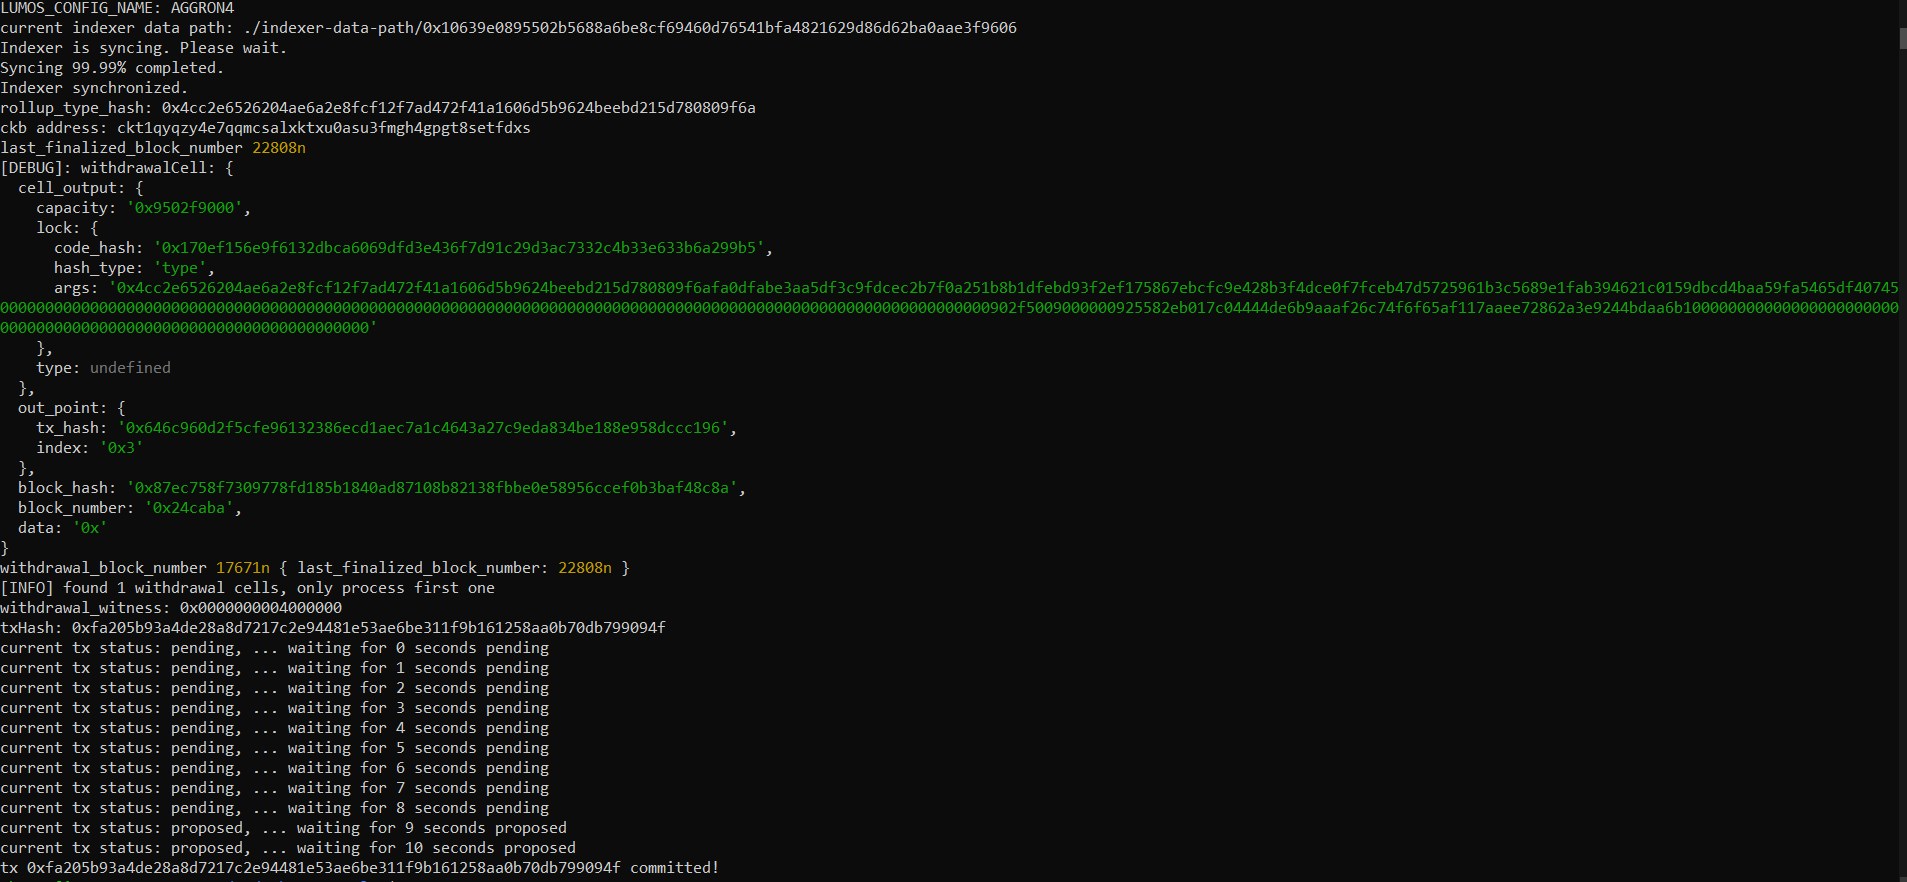 LUMOS_CONFIG_NAME: AGGRON4
current indexer data path: ./indexer-data-path/0x10639e0895502b5688a6be8cf69460d76541bfa4821629d86d62ba0aae3f9606
Indexer is syncing. Please wait.
Syncing 99.99% completed.
Indexer synchronized.
rollup_type_hash: 0x4cc2e6526204ae6a2e8fcf12f7ad472f41a1606d5b9624beebd215d780809f6a
ckb address: ckt1qyqzy4e7qqmcsalxktxu0asu3fmgh4gpgt8setfdxs
last_finalized_block_number 22808n
[DEBUG]: withdrawalCell: {
  cell_output: {
    capacity: '0x9502f9000',
    lock: {
      code_hash: '0x170ef156e9f6132dbca6069dfd3e436f7d91c29d3ac7332c4b33e633b6a299b5',
      hash_type: 'type',
      args: '0x4cc2e6526204ae6a2e8fcf12f7ad472f41a1606d5b9624beebd215d780809f6afa0dfabe3aa5df3c9fdcec2b7f0a251b8b1dfebd93f2ef175867ebcfc9e428b3f4dce0f7fceb47d5725961b3c5689e1fab394621c0159dbcd4baa59fa5465df40745
    },
    type: undefined
  },
  out_point: {
    tx_hash: '0x646c960d2f5cfe96132386ecd1aec7a1c4643a27c9eda834be188e958dccc196',
    index: '0x3'
  },
  block_hash: '0x87ec758f7309778fd185b1840ad87108b82138fbbe0e58956ccef0b3baf48c8a',
  block_number: '0x24caba',
  data: '0x'
}
withdrawal_block_number 17671n { last_finalized_block_number: 22808n }
[INFO] found 1 withdrawal cells, only process first one
withdrawal_witness: 0x0000000004000000
txHash: 0xfa205b93a4de28a8d7217c2e94481e53ae6be311f9b161258aa0b70db799094f
current tx status: pending, ... waiting for 0 seconds pending
current tx status: pending, ... waiting for 1 seconds pending
current tx status: pending, ... waiting for 2 seconds pending
current tx status: pending, ... waiting for 3 seconds pending
current tx status: pending, ... waiting for 4 seconds pending
current tx status: pending, ... waiting for 5 seconds pending
current tx status: pending, ... waiting for 6 seconds pending
current tx status: pending, ... waiting for 7 seconds pending
current tx status: pending, ... waiting for 8 seconds pending
current tx status: proposed, ... waiting for 9 seconds proposed
current tx status: proposed, ... waiting for 10 seconds proposed
tx 0xfa205b93a4de28a8d7217c2e94481e53ae6be311f9b161258aa0b70db799094f committed!